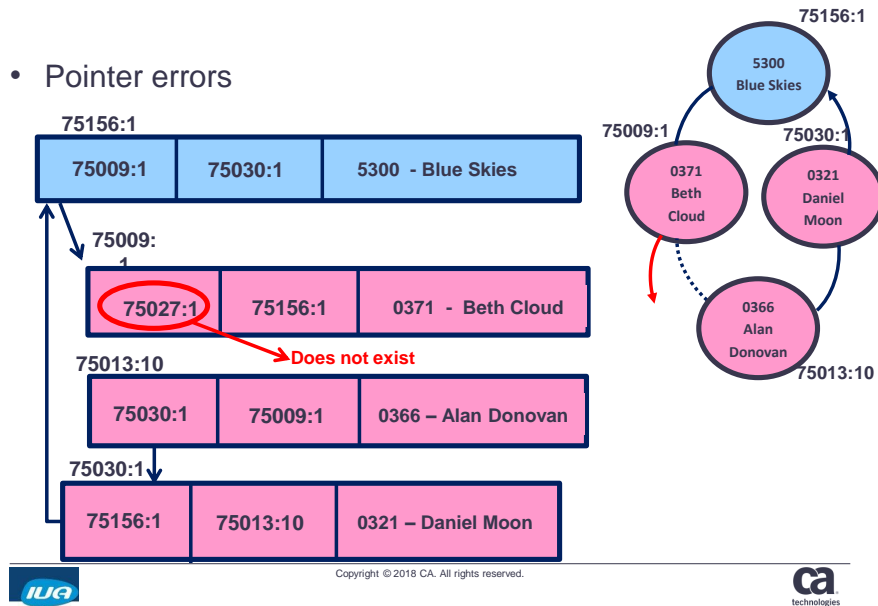 • Pointer errors
75156:1
75009:1 75030:1 5300 - Blue Skies
75009:
1
75027:1 75156:1 0371 - Beth Cloud
Does not exist
75013:10
75030:1 75009:1 0366 – Alan Donovan
75030:1
75156:1 75013:10 0321 – Daniel Moon
75156:1
5300
Blue Skies
75009:1
75030:1
0371
Beth
Cloud
0321
Daniel
Moon
0366
Alan
Donovan
75013:10
IUA
Copyright © 2018 CA. All rights reserved.
ca
technologies